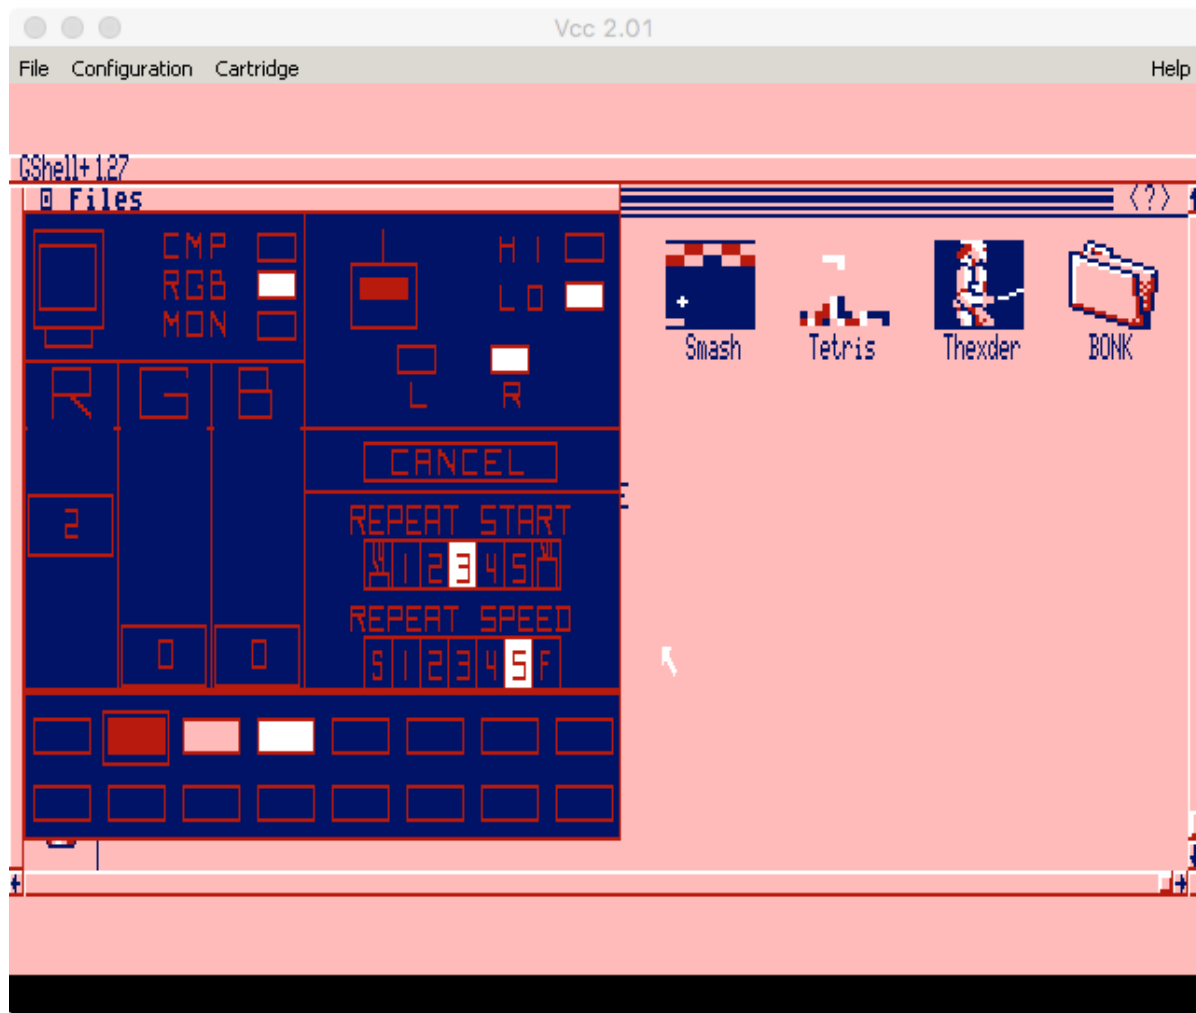 Vcc 2.01
File Configuration Cartridge Help
GShell+ 1.27
Files <?>
CMP HI
RGB LO
MON
L R
R G B
CANCEL
2
REPEAT START
1 2 3 4 5
REPEAT SPEED
0 0 S 1 2 3 4 5 F
Smash Tetris Thexder BONK